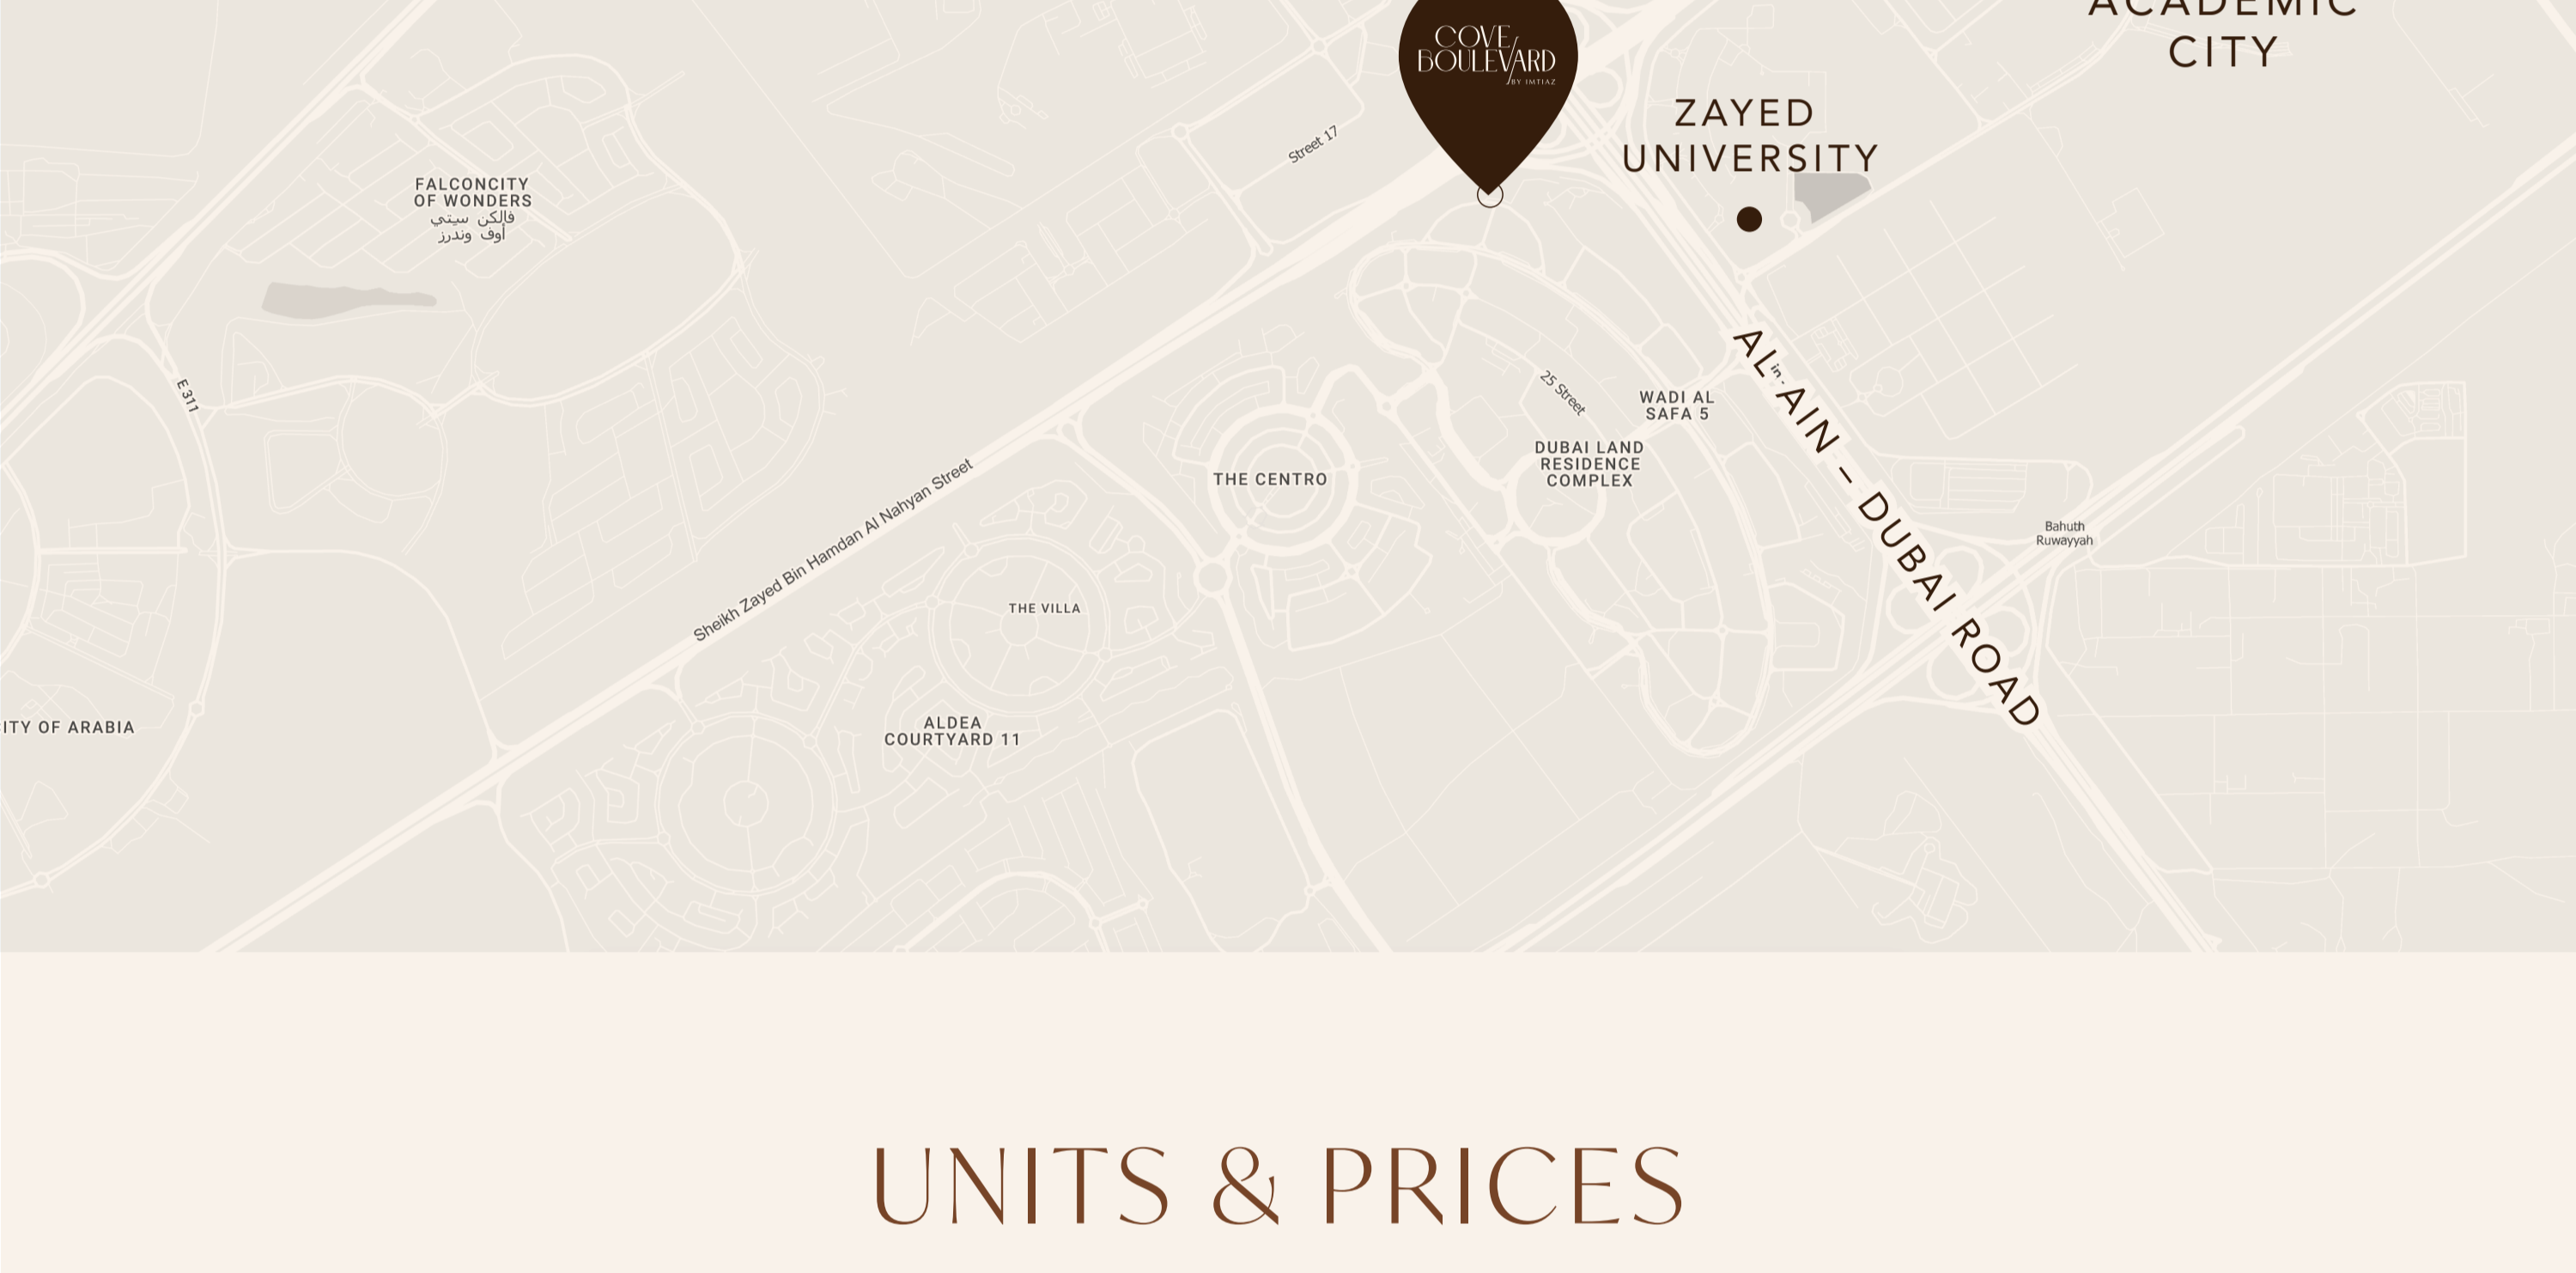 ACADEMIC
CITY
COVE
BOULEVARD
BY IMTIAZ
ZAYED
UNIVERSITY
Street 17
FALCONCITY
OF WONDERS
فالكن سيتي
أوف وندرز
E 311
AL AIN – DUBAI ROAD
25 Street
WADI AL
SAFA 5
DUBAI LAND
RESIDENCE
COMPLEX
THE CENTRO
Sheikh Zayed Bin Hamdan Al Nahyan Street
Bahuth
Ruwayyah
THE VILLA
ALDEA
COURTYARD 11
ITY OF ARABIA
UNITS & PRICES